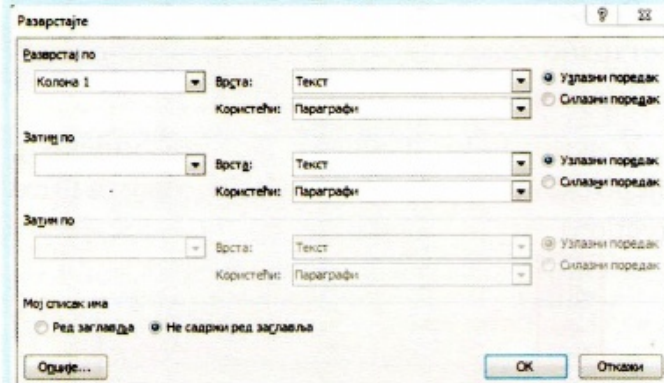 Разврстајте
Разврстај по
Колона 1 Врста: Текст Узлазни поредак
Користећи: Параграфи Силазни поредак
Затим по
Врста: Текст Узлазни поредак
Користећи: Параграфи Силазни поредак
Затим по
Врста: Текст Узлазни поредак
Користећи: Параграфи Силазни поредак
Мој списак има
Ред заглавља Не садржи ред заглавља
Опције... OK Откажи